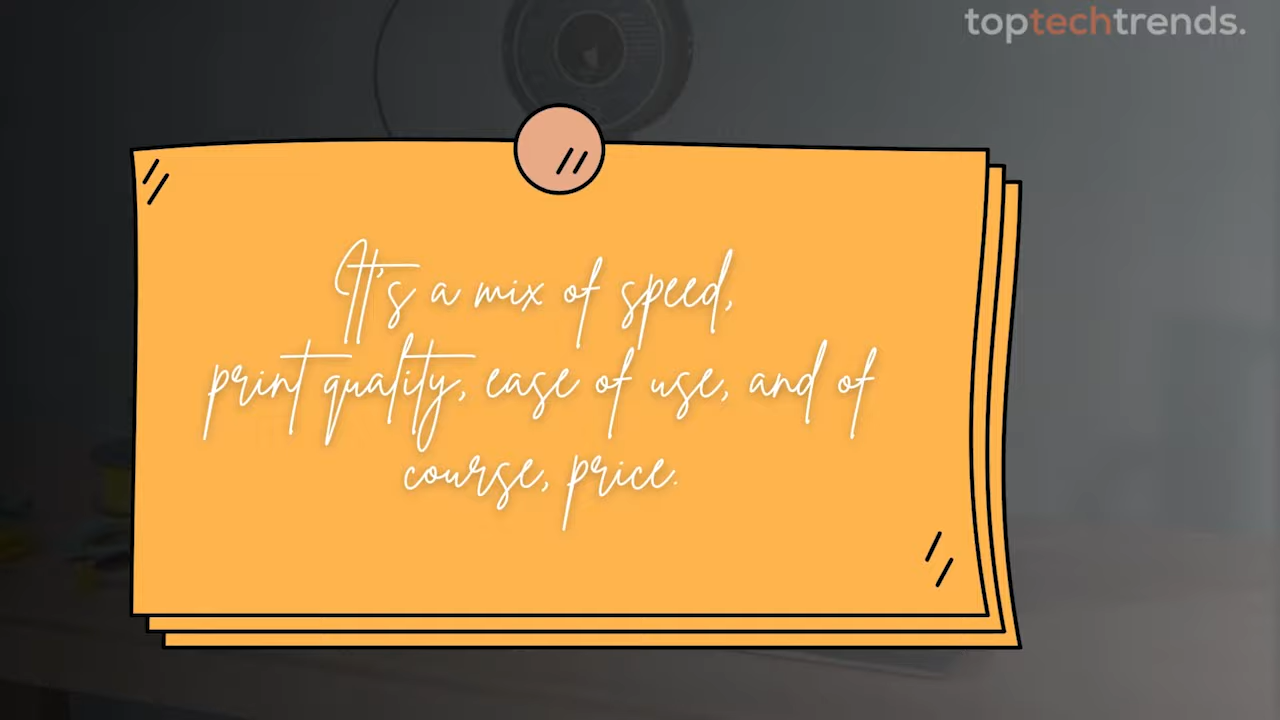 toptechtrends.
It's a mix of speed,
print quality, ease of use, and of
course, price.